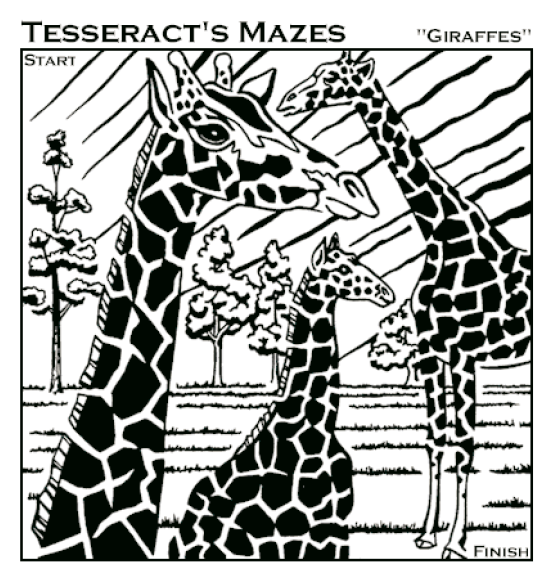 TESSERACT'S MAZES "GIRAFFES"
START
FINISH